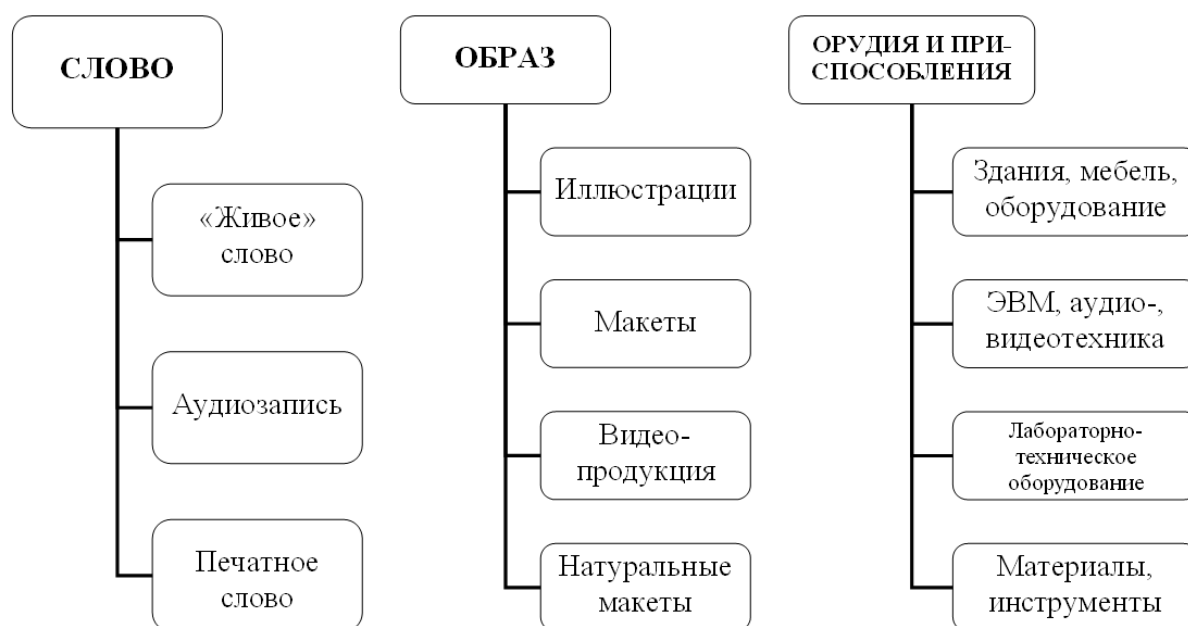 СЛОВО
«Живое»
слово
Аудиозапись
Печатное
слово
ОБРАЗ
Иллюстрации
Макеты
Видео-
продукция
Натуральные
макеты
ОРУДИЯ И ПРИ-
СПОСОБЛЕНИЯ
Здания, мебель,
оборудование
ЭВМ, аудио-,
видеотехника
Лабораторно-
техническое
оборудование
Материалы,
инструменты